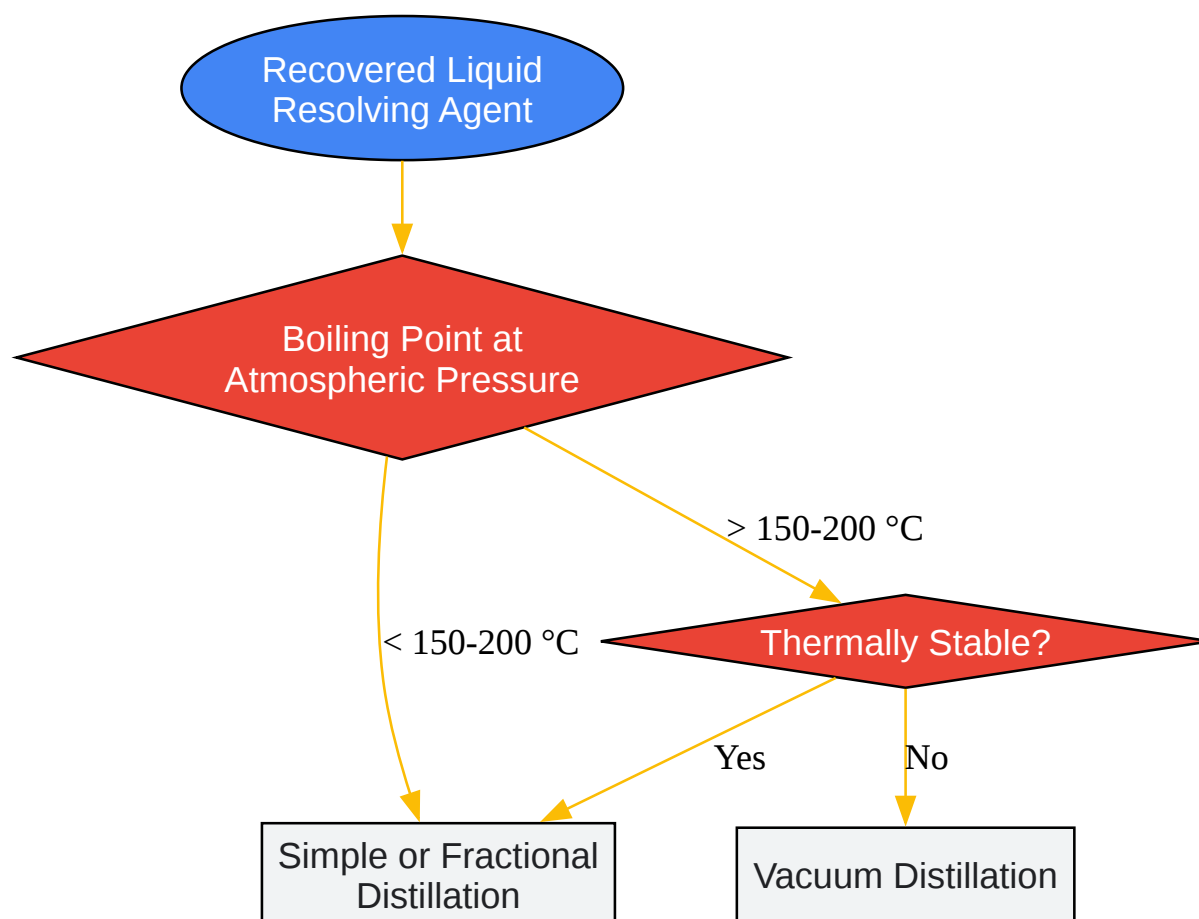 Recovered Liquid
Resolving Agent
Boiling Point at
Atmospheric Pressure
> 150-200 °C
< 150-200 °C
Thermally Stable?
Yes
No
Simple or Fractional
Distillation
Vacuum Distillation